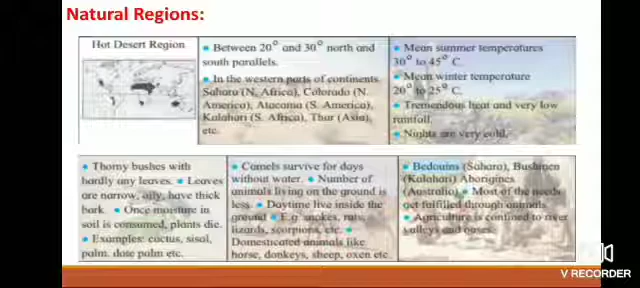 Natural Regions:
Hot Desert Region
• Between 20° and 30° north and
south parallels.
• In the western parts of continents.
Sahara (N. Africa), Colorado (N.
America), Atacama (S. America),
Kalahari (S. Africa), Thar (Asia),
etc.
• Mean summer temperatures
30° to 45° C.
• Mean winter temperature
20° to 25° C.
• Tremendous heat and very low
rainfall.
• Nights are very cold.
• Thorny bushes with
hardly any leaves. • Leaves
are narrow, oily, have thick
bark. • Once moisture in
soil is consumed, plants die.
• Examples: cactus, sisal,
palm, date palm etc.
• Camels survive for days
without water. • Number of
animals living on the ground is
less. • Daytime live inside the
ground • E.g. snakes, rats,
lizards, scorpions, etc. •
Domesticated animals like
horse, donkeys, sheep, oxen etc.
• Bedouins (Sahara), Bushmen
(Kalahari) Aborigines
(Australia) • Most of the needs
get fulfilled through animals.
• Agriculture is confined to river
valleys and oases.
V RECORDER